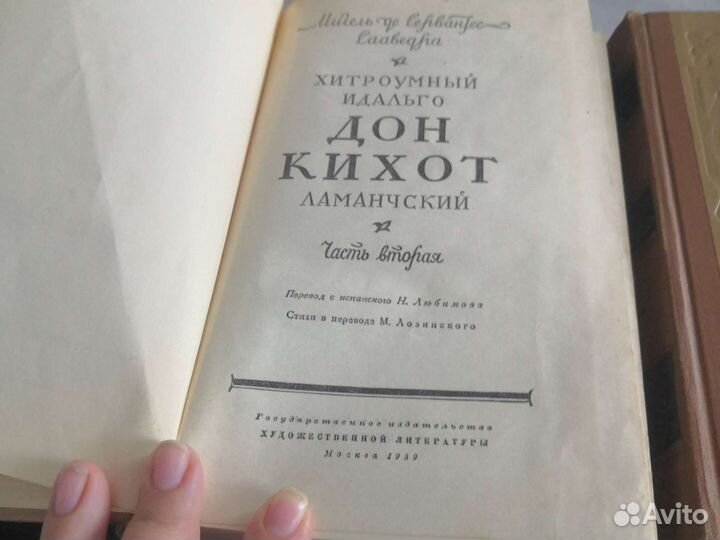 Мигель де Сервантес
Сааведра
ХИТРОУМНЫЙ
ИДАЛЬГО
ДОН
КИХОТ
ЛАМАНЧСКИЙ
Часть вторая
Перевод с испанского Н. Любимова
Стихи в переводе М. Лозинского
Государственное издательство
ХУДОЖЕСТВЕННОЙ ЛИТЕРАТУРЫ
Москва 1959
Avito